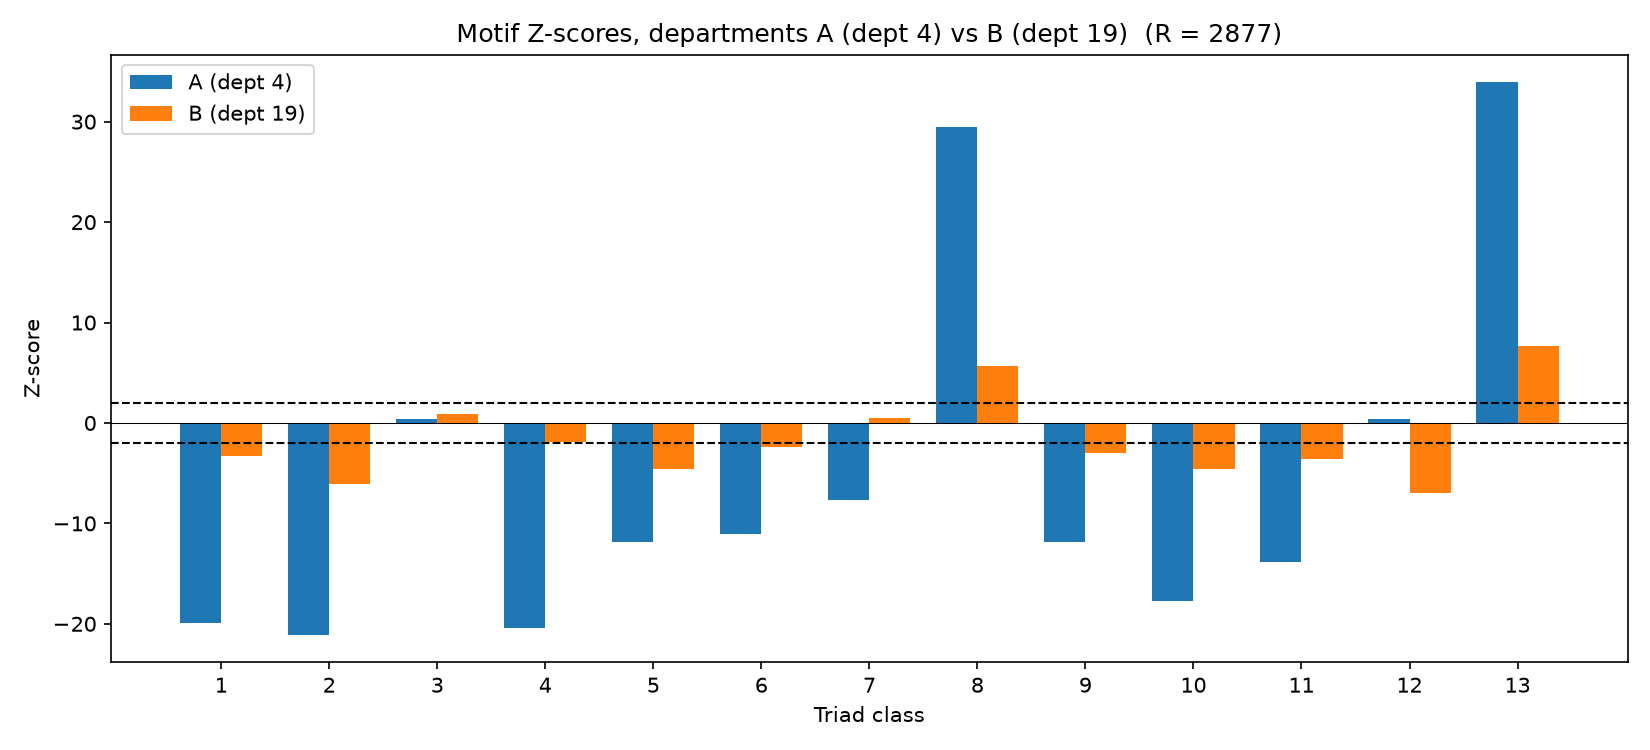 Motif Z-scores, departments A (dept 4) vs B (dept 19)  (R = 2877)
A (dept 4)
B (dept 19)
30
20
10
0
−10
−20
Z-score
1 2 3 4 5 6 7 8 9 10 11 12 13
Triad class